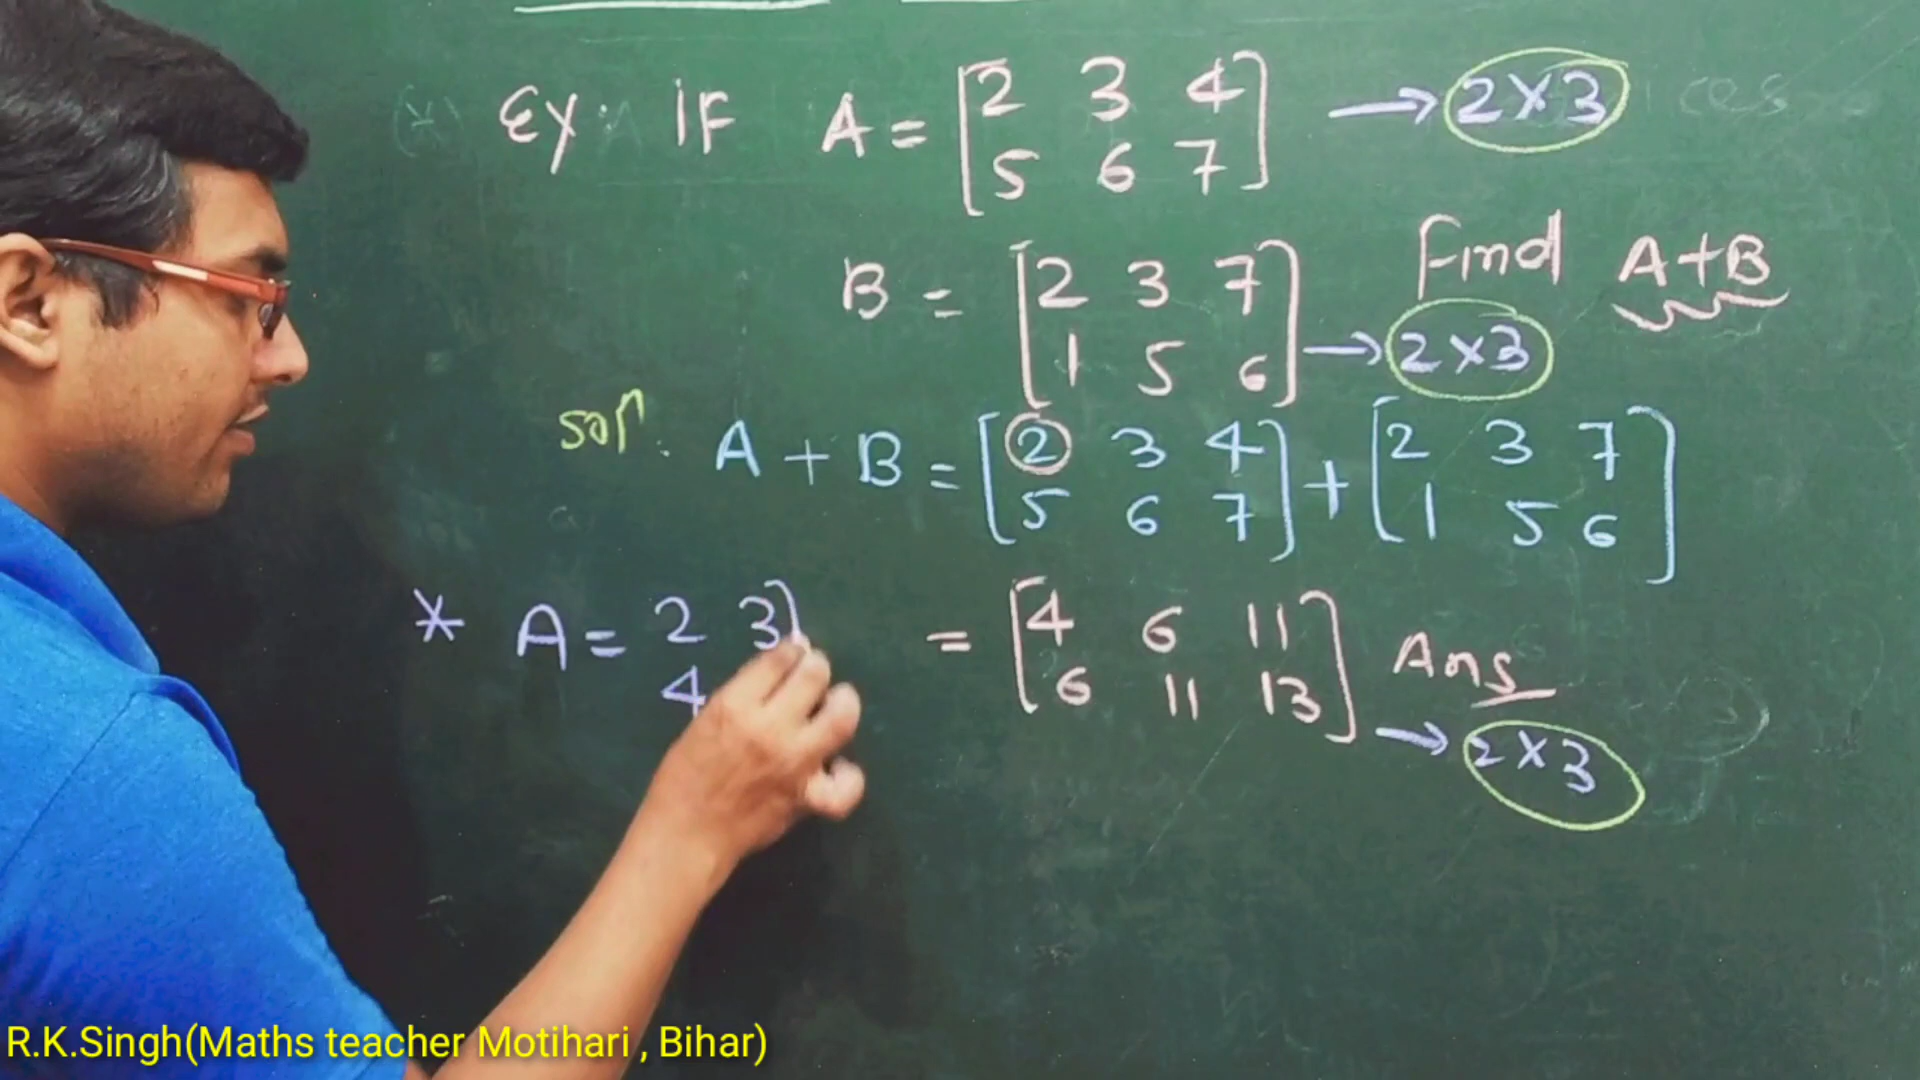 Ex. IF A = [2 3 4 → 2×3
5 6 7]
B = [2 3 7 Find A+B
1 5 6] → 2×3
Sol. A + B = [2 3 4 + [2 3 7
5 6 7] 1 5 6]
* A = 2 3] = [4 6 11 Ans
4 6 11 13] → 2×3
R.K.Singh(Maths teacher Motihari , Bihar)